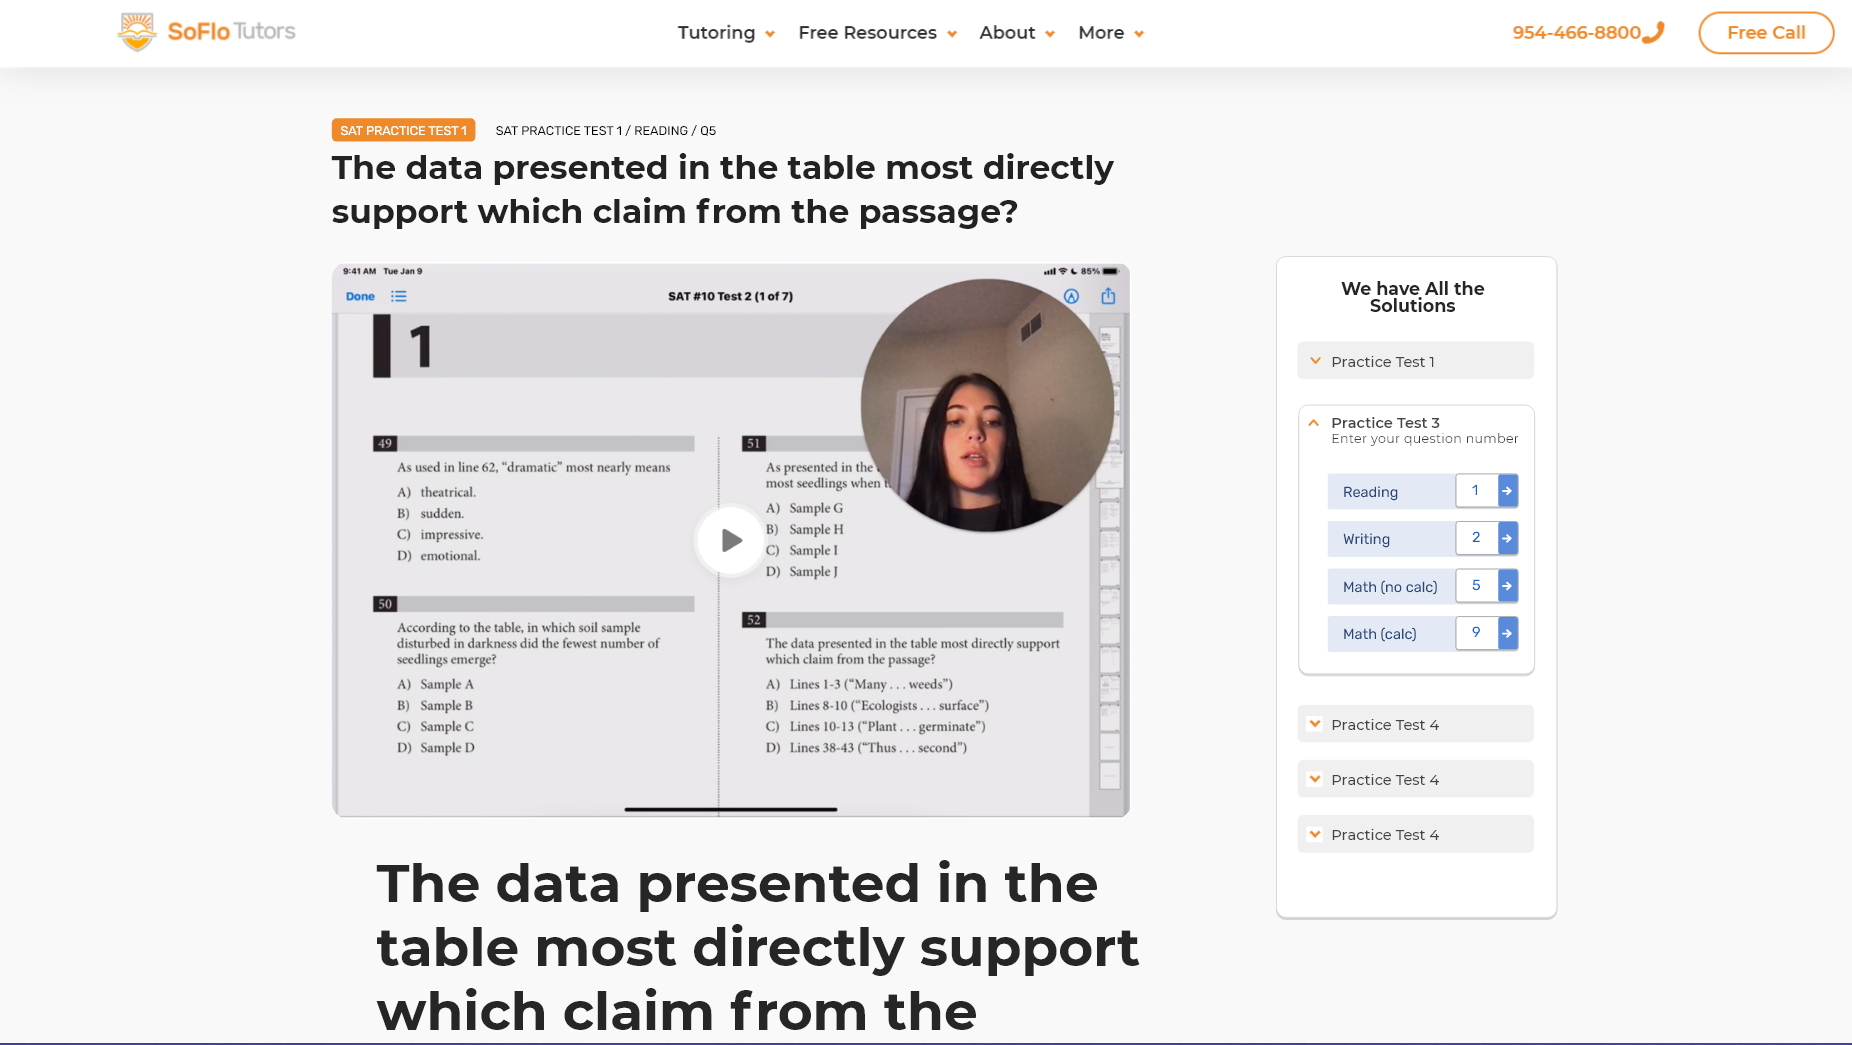 SoFlo Tutors
Tutoring
Free Resources
About
More
954-466-8800
Free Call
SAT PRACTICE TEST 1
SAT PRACTICE TEST 1 / READING / Q5
The data presented in the table most directly
support which claim from the passage?
9:41 AM Tue Jan 9
85%
Done
SAT #10 Test 2 (1 of 7)
1
49
As used in line 62, “dramatic” most nearly means
A) theatrical.
B) sudden.
C) impressive.
D) emotional.
50
According to the table, in which soil sample
disturbed in darkness did the fewest number of
seedlings emerge?
A) Sample A
B) Sample B
C) Sample C
D) Sample D
51
As presented in the
most seedlings when
A) Sample G
B) Sample H
C) Sample I
D) Sample J
52
The data presented in the table most directly support
which claim from the passage?
A) Lines 1-3 (“Many . . . weeds”)
B) Lines 8-10 (“Ecologists . . . surface”)
C) Lines 10-13 (“Plant . . . germinate”)
D) Lines 38-43 (“Thus . . . second”)
We have All the
Solutions
Practice Test 1
Practice Test 3
Enter your question number
Reading 1
Writing 2
Math (no calc) 5
Math (calc) 9
Practice Test 4
Practice Test 4
Practice Test 4
The data presented in the
table most directly support
which claim from the